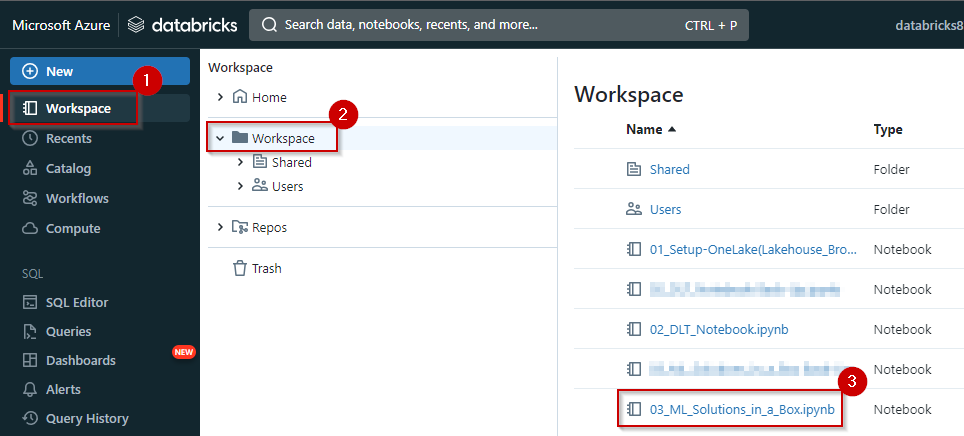 Microsoft Azure databricks Search data, notebooks, recents, and more... CTRL + P databricks8
New
1
Workspace
Recents
Catalog
Workflows
Compute
SQL
SQL Editor
Queries
Dashboards NEW
Alerts
Query History
Workspace
Home
2
Workspace
Shared
Users
Repos
Trash
Workspace
Name Type
Shared Folder
Users Folder
01_Setup-OneLake(Lakehouse_Bro... Notebook
Notebook
02_DLT_Notebook.ipynb Notebook
Notebook
3
03_ML_Solutions_in_a_Box.ipynb Notebook